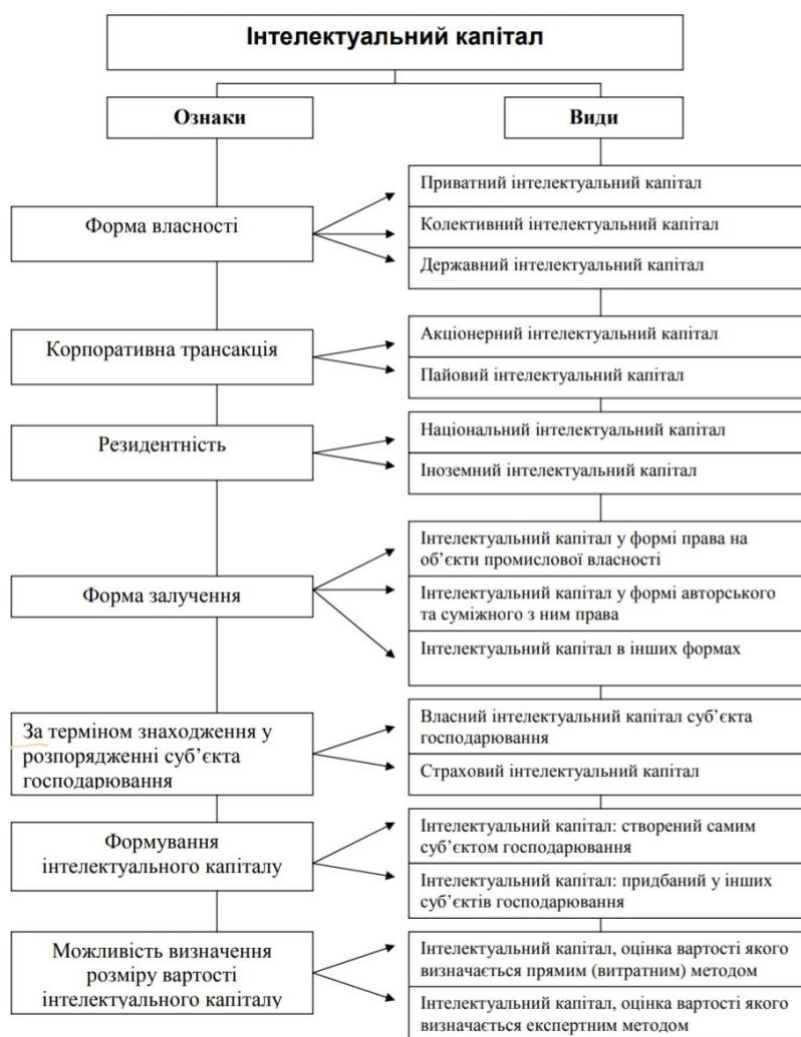 Інтелектуальний капітал
Ознаки
Види
Форма власності
Приватний інтелектуальний капітал
Колективний інтелектуальний капітал
Державний інтелектуальний капітал
Корпоративна трансакція
Акціонерний інтелектуальний капітал
Пайовий інтелектуальний капітал
Резидентність
Національний інтелектуальний капітал
Іноземний інтелектуальний капітал
Форма залучення
Інтелектуальний капітал у формі права на
об’єкти промислової власності
Інтелектуальний капітал у формі авторського
та суміжного з ним права
Інтелектуальний капітал в інших формах
За терміном знаходження у
розпорядженні суб’єкта
господарювання
Власний інтелектуальний капітал суб’єкта
господарювання
Страховий інтелектуальний капітал
Формування
інтелектуального капіталу
Інтелектуальний капітал: створений самим
суб’єктом господарювання
Інтелектуальний капітал: придбаний у інших
суб’єктів господарювання
Можливість визначення
розміру вартості
інтелектуального капіталу
Інтелектуальний капітал, оцінка вартості якого
визначається прямим (витратним) методом
Інтелектуальний капітал, оцінка вартості якого
визначається експертним методом